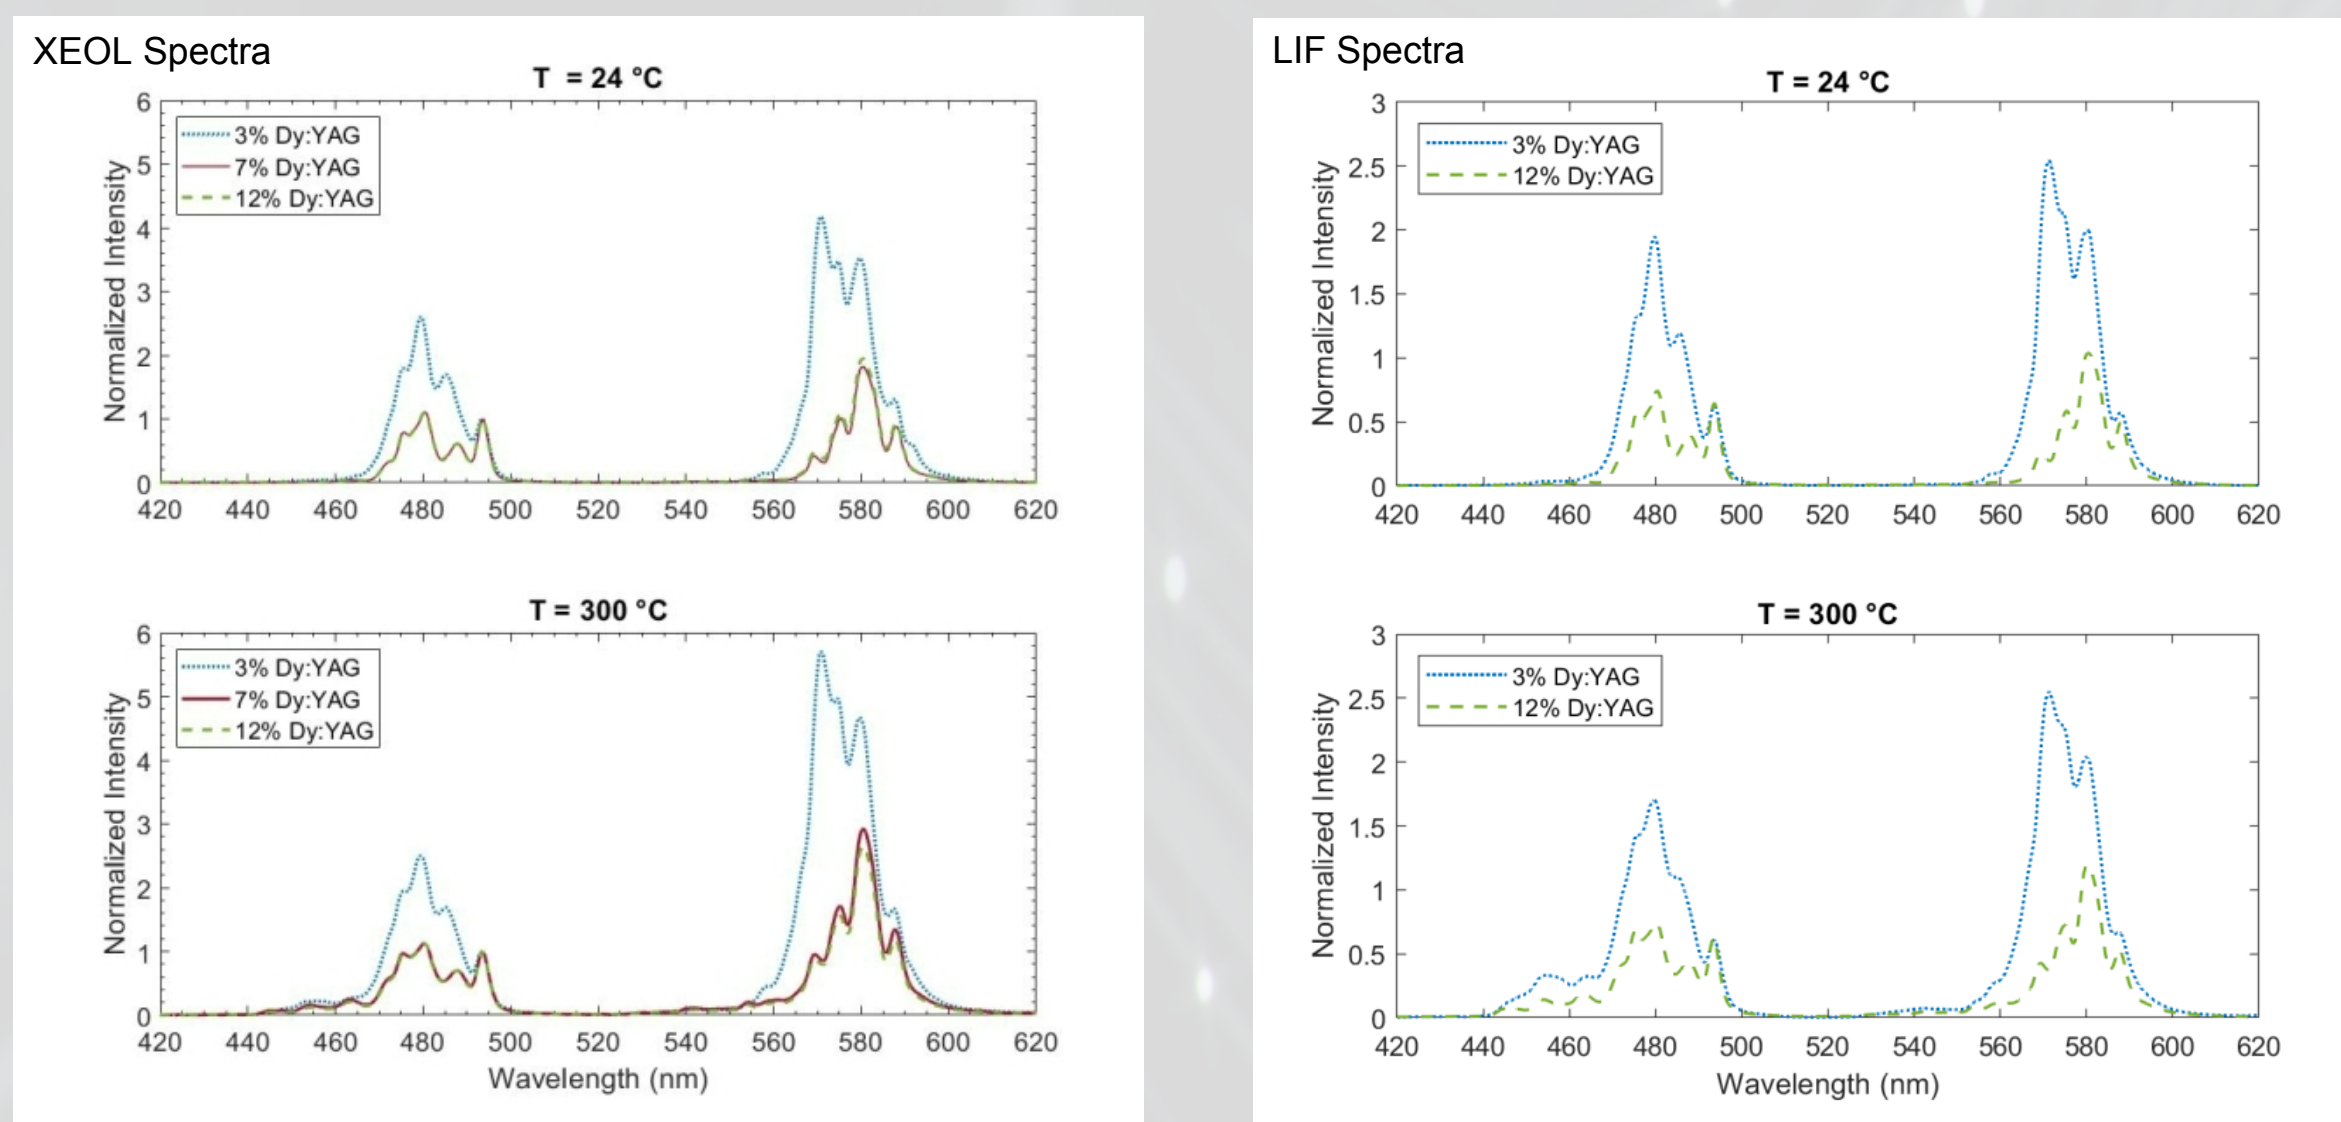 XEOL Spectra
T = 24 °C
6
5
4
3
2
1
0
Normalized Intensity
3% Dy:YAG
7% Dy:YAG
12% Dy:YAG
420 440 460 480 500 520 540 560 580 600 620
T = 300 °C
6
5
4
3
2
1
0
Normalized Intensity
3% Dy:YAG
7% Dy:YAG
12% Dy:YAG
420 440 460 480 500 520 540 560 580 600 620
Wavelength (nm)
LIF Spectra
T = 24 °C
3
2.5
2
1.5
1
0.5
0
Normalized Intensity
3% Dy:YAG
12% Dy:YAG
420 440 460 480 500 520 540 560 580 600 620
T = 300 °C
3
2.5
2
1.5
1
0.5
0
Normalized Intensity
3% Dy:YAG
12% Dy:YAG
420 440 460 480 500 520 540 560 580 600 620
Wavelength (nm)